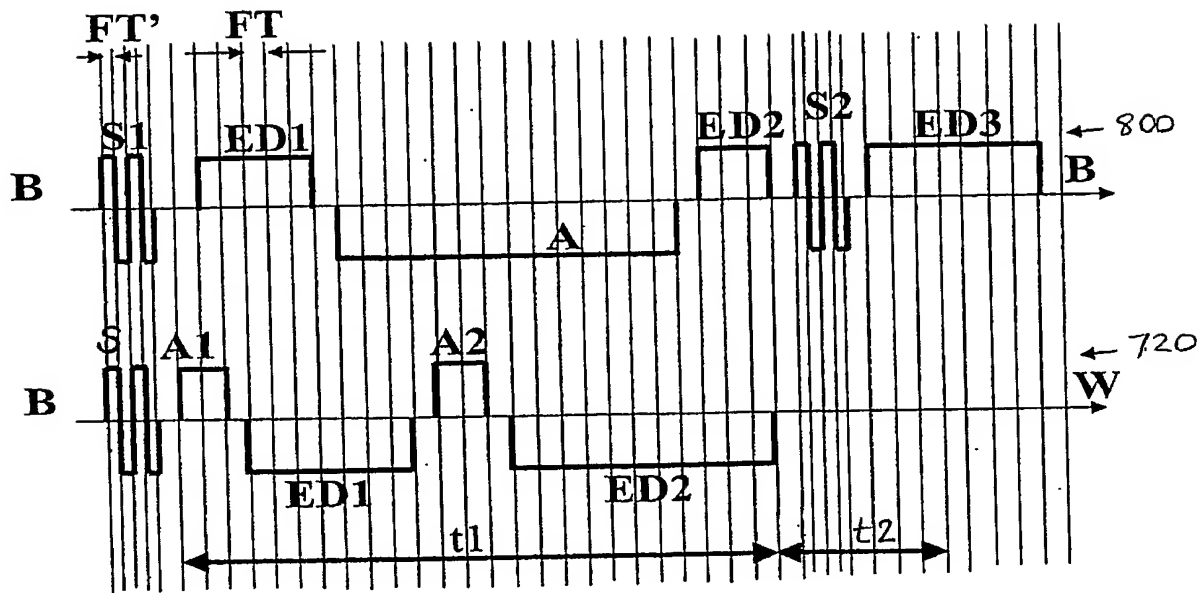 FT' FT
S1 ED1 ED2 S2 ED3 ← 800
B B
A
S A1 A2 ← 720
B W
ED1 ED2
t1 t2